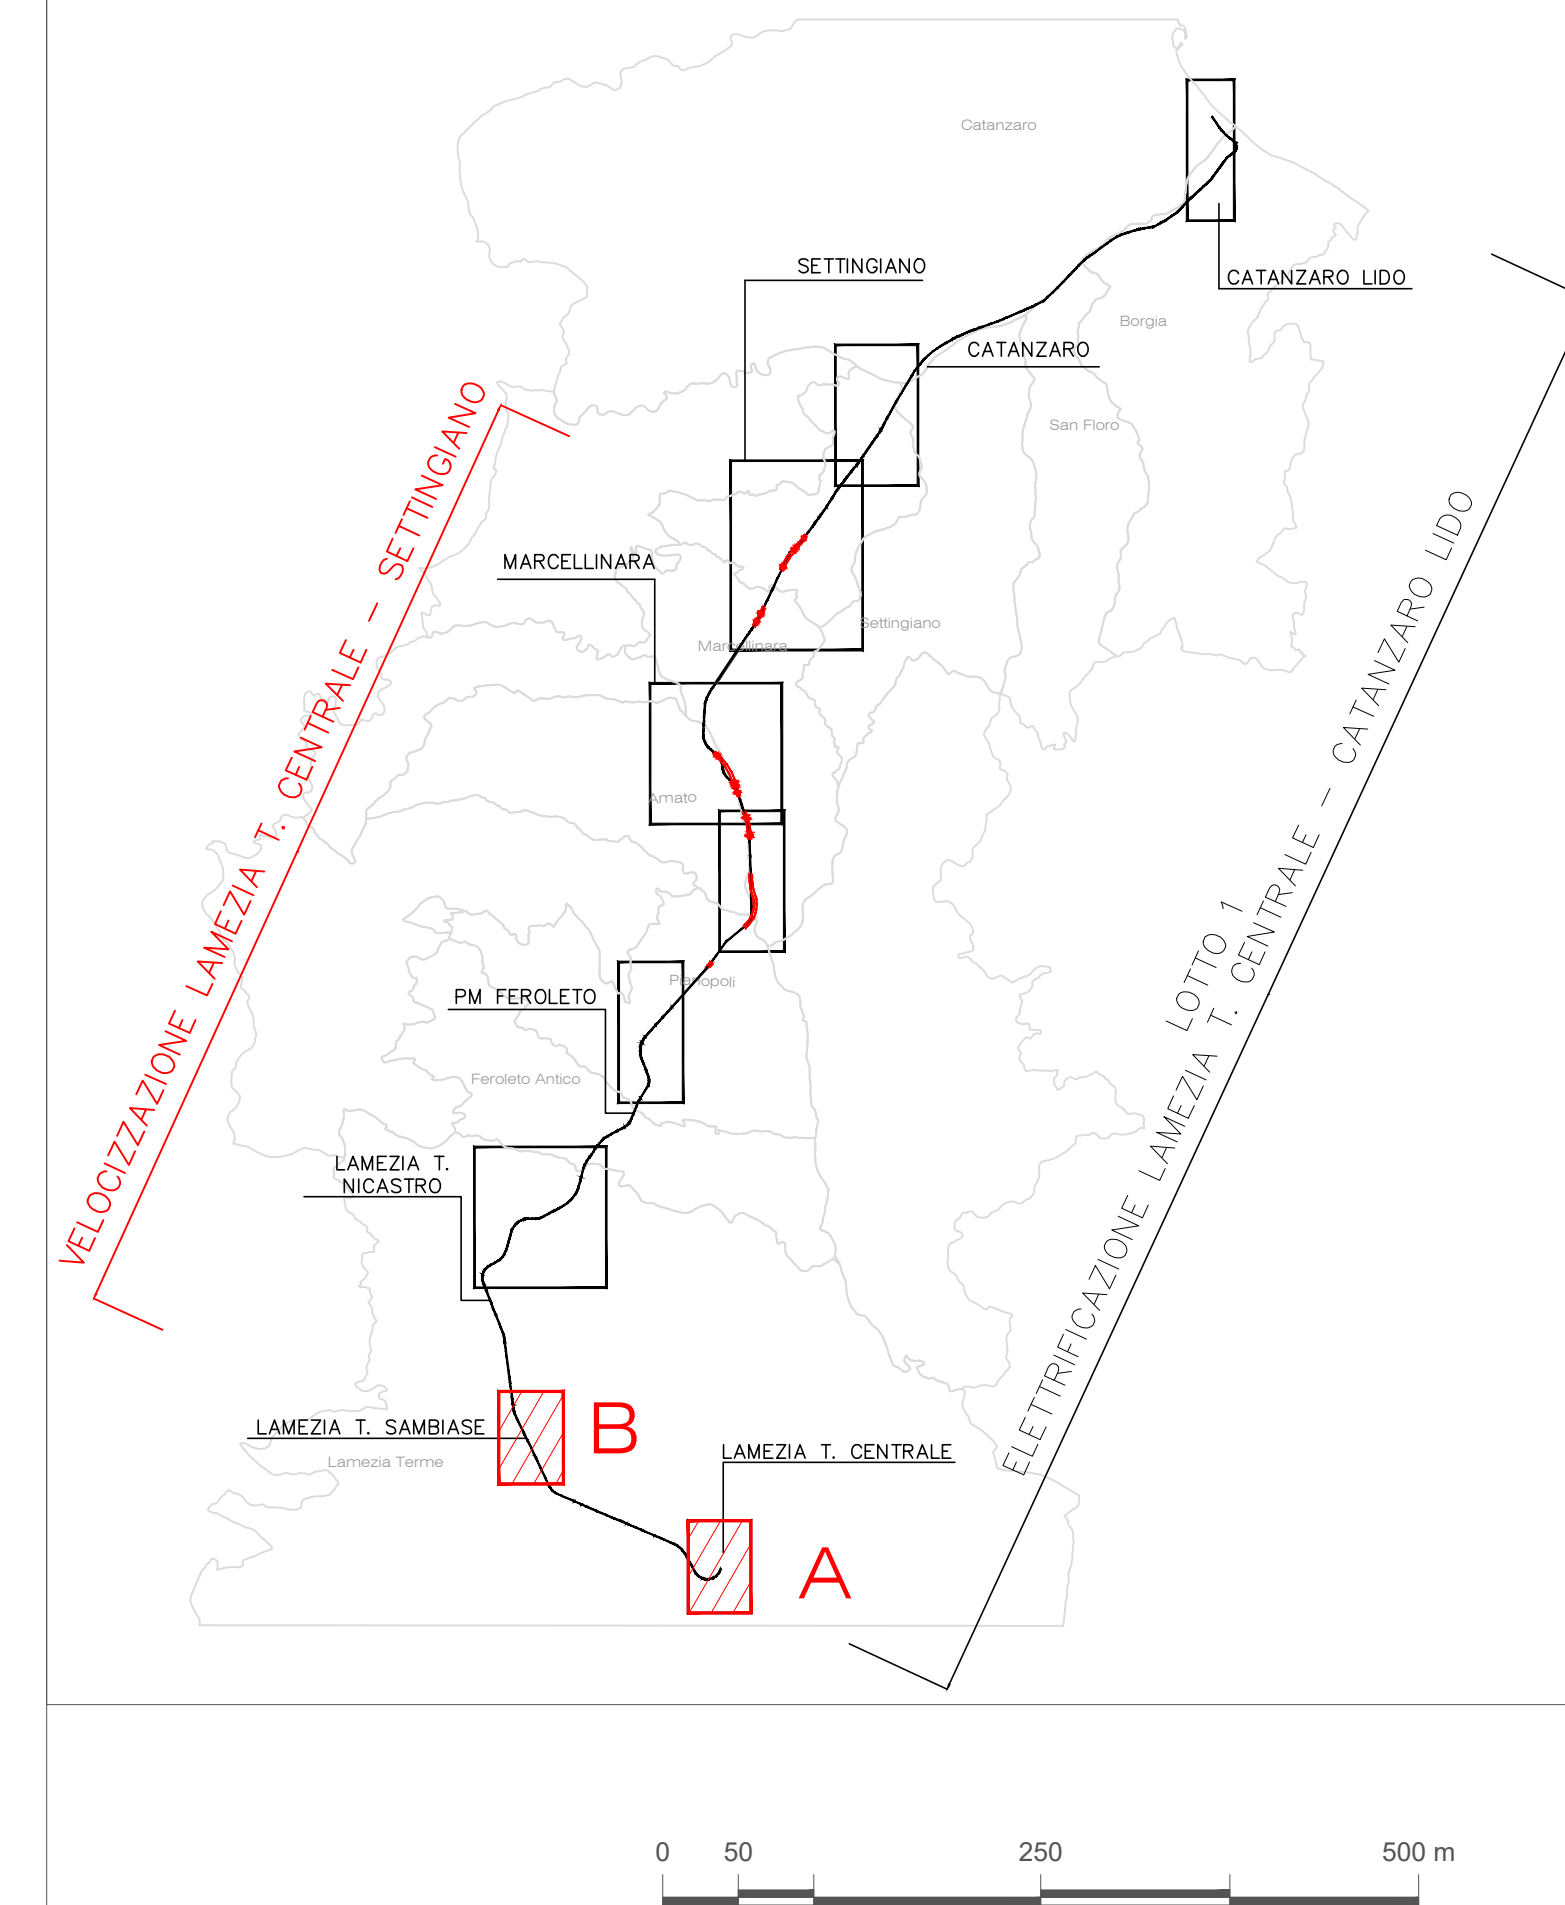 Catanzaro
SETTINGIANO
CATANZARO LIDO
Borgia
CATANZARO
San Floro
MARCELLINARA
Settingiano
Marcellinara
VELOCIZZAZIONE LAMEZIA T. CENTRALE - SETTINGIANO
Amato
LOTTO 1
ELETTRIFICAZIONE LAMEZIA T. CENTRALE - CATANZARO LIDO
Pianopoli
PM FEROLETO
Feroleto Antico
LAMEZIA T.
NICASTRO
B
LAMEZIA T. SAMBIASE
LAMEZIA T. CENTRALE
Lamezia Terme
A
0 50 250 500 m